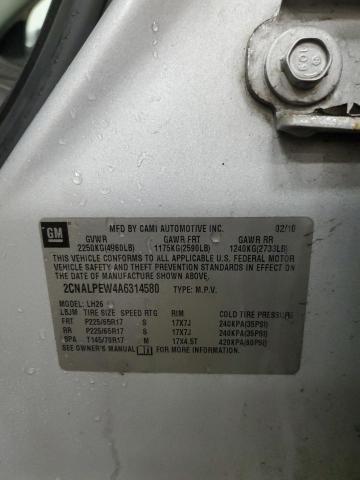 GM
MFD BY CAMI AUTOMOTIVE INC. 02/10
GVWR GAWR FRT GAWR RR
2250KG(4960LB) 1175KG(2590LB) 1240KG(2733LB)
THIS VEHICLE CONFORMS TO ALL APPLICABLE U.S. FEDERAL MOTOR
VEHICLE SAFETY, BUMPER, AND THEFT PREVENTION STANDARDS IN EFFECT ON
THE DATE OF MANUFACTURE SHOWN ABOVE.
2CNALPEW4A6314580 TYPE: M.P.V.
MODEL: LH26
LBJM TIRE SIZE SPEED RTG RIM COLD TIRE PRESSURE
FRT P225/65R17 S 17X7J 240KPA(35PSI)
RR P225/65R17 S 17X7J 240KPA(35PSI)
SPA T145/70R17 M 17X4.5T 420KPA(60PSI)
SEE OWNER'S MANUAL FOR ADDITIONAL INFORMATION